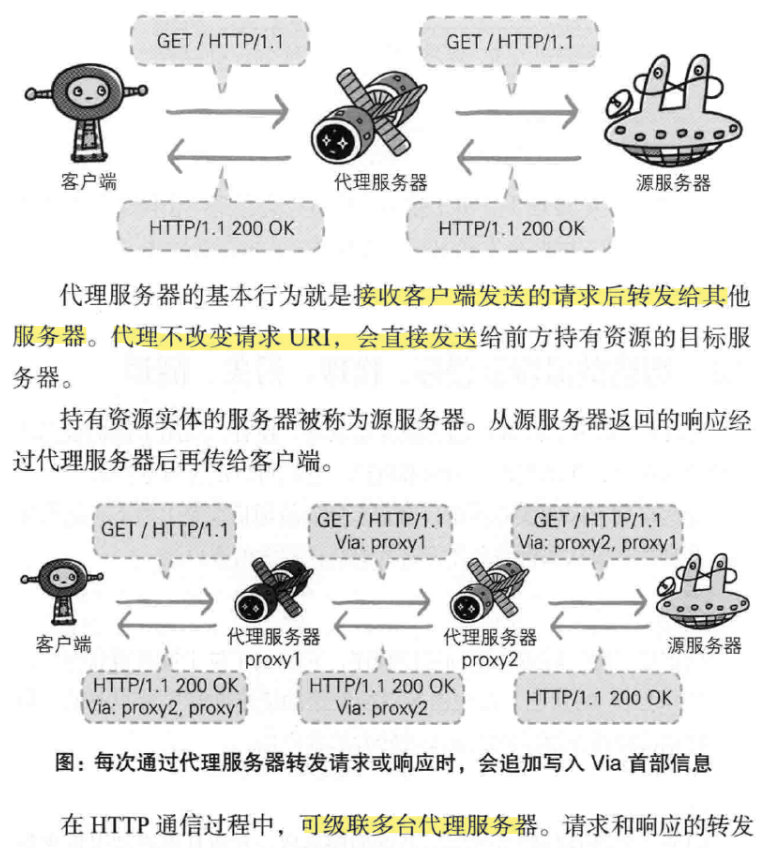 GET / HTTP/1.1
GET / HTTP/1.1
客户端
代理服务器
源服务器
HTTP/1.1 200 OK
HTTP/1.1 200 OK
代理服务器的基本行为就是接收客户端发送的请求后转发给其他
服务器。代理不改变请求 URI，会直接发送给前方持有资源的目标服
务器。
持有资源实体的服务器被称为源服务器。从源服务器返回的响应经
过代理服务器后再传给客户端。
GET / HTTP/1.1
GET / HTTP/1.1
Via: proxy1
GET / HTTP/1.1
Via: proxy2, proxy1
客户端
代理服务器
proxy1
代理服务器
proxy2
源服务器
HTTP/1.1 200 OK
Via: proxy2, proxy1
HTTP/1.1 200 OK
Via: proxy2
HTTP/1.1 200 OK
图：每次通过代理服务器转发请求或响应时，会追加写入 Via 首部信息
在 HTTP 通信过程中，可级联多台代理服务器。请求和响应的转发